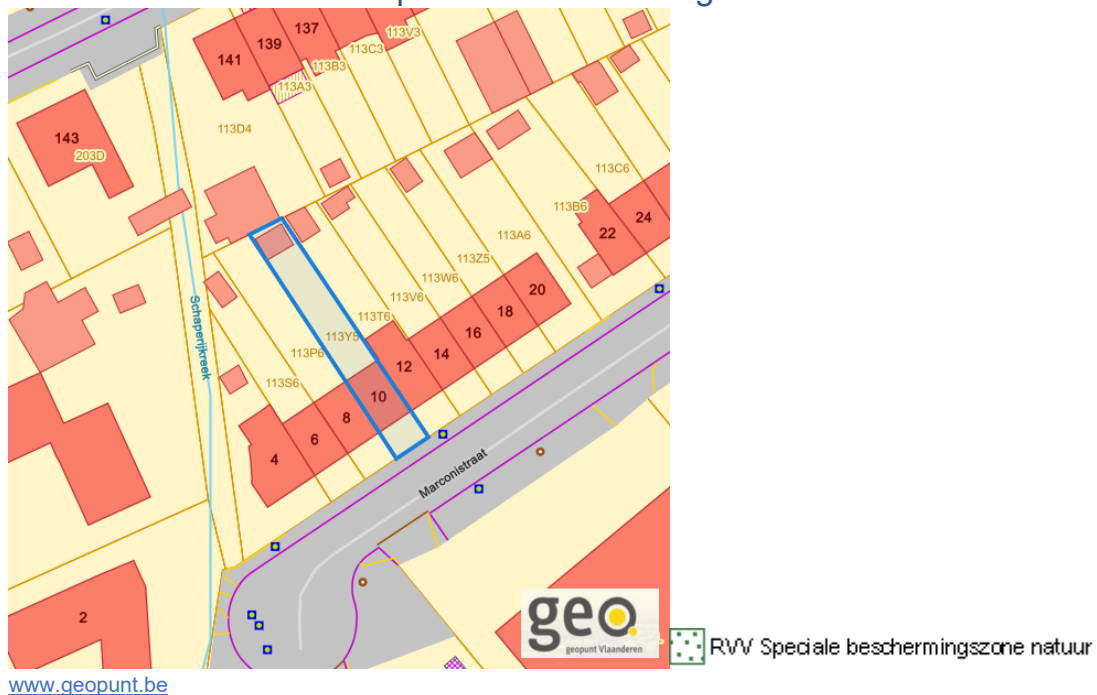 137
139
141
113V3
113C3
113B3
113A3
113D4
143
203D
113C6
113B6
24
22
113A6
113Z5
113W6
20
113V6
18
113T6
16
113Y5
14
12
113P6
113S6
10
8
6
4
Schaperijkreek
Marconistraat
2
geo.
geopunt Vlaanderen
RVV Speciale beschermingszone natuur
www.geopunt.be